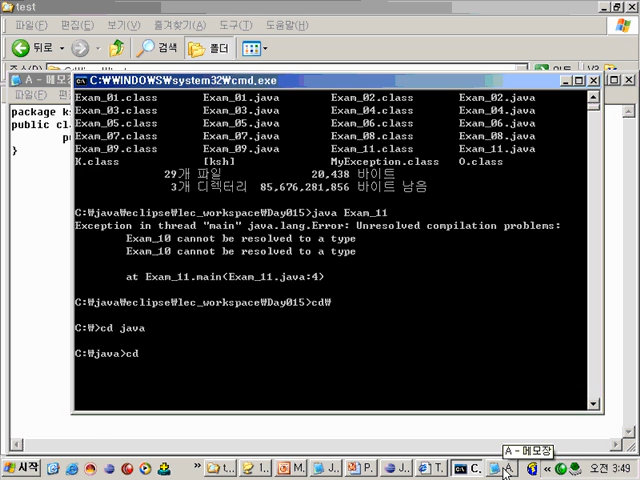 test
파일(F) 편집(E) 보기(V) 즐겨찾기(A) 도구(T) 도움말(H)
뒤로 검색 폴더
A - 메모장
C:\WINDOWS\system32\cmd.exe
파일(F)
package ks
public cl
p
}
Exam_01.class Exam_01.java Exam_02.class Exam_02.java
Exam_03.class Exam_03.java Exam_04.class Exam_04.java
Exam_05.class Exam_05.java Exam_06.class Exam_06.java
Exam_07.class Exam_07.java Exam_08.class Exam_08.java
Exam_09.class Exam_09.java Exam_11.class Exam_11.java
K.class [ksh] MyException.class O.class
29개 파일 20,438 바이트
3개 디렉터리 85,676,281,856 바이트 남음
C:\java\eclipse\lec_workspace\Day015>java Exam_11
Exception in thread "main" java.lang.Error: Unresolved compilation problems:
Exam_10 cannot be resolved to a type
Exam_10 cannot be resolved to a type
at Exam_11.main(Exam_11.java:4)
C:\java\eclipse\lec_workspace\Day015>cd\
C:\>cd java
C:\java>cd
A - 메모장
시작 » t... 1... M. J.. P. J.. T. C. A. « 오전 3:49